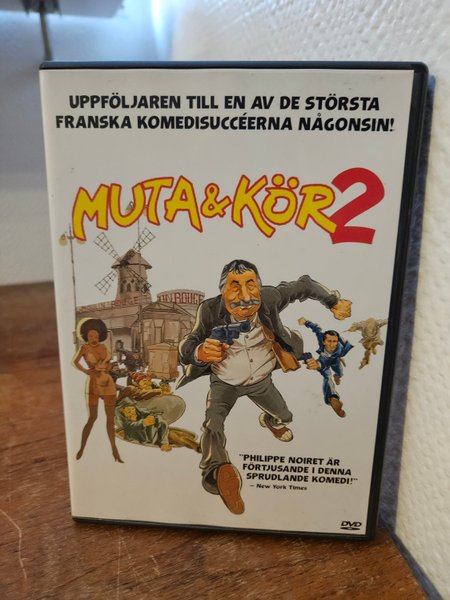 UPPFÖLJAREN TILL EN AV DE STÖRSTA
FRANSKA KOMEDISUCCÉERNA NÅGONSIN!
MUTA & KÖR 2
"PHILIPPE NOIRET ÄR
FÖRTJUSANDE I DENNA
SPRUDLANDE KOMEDI!"
– New York Times
DVD